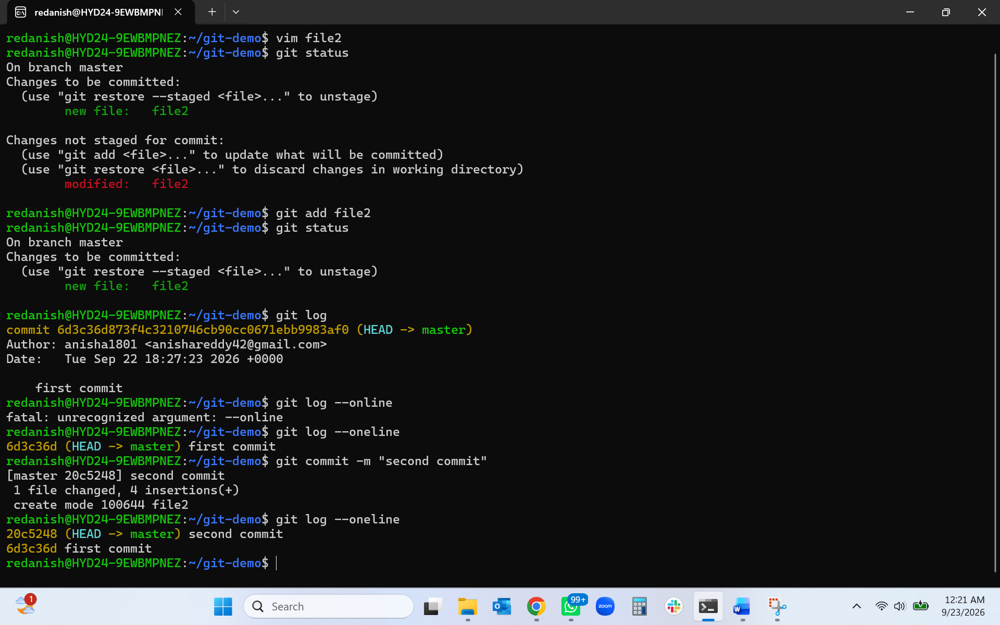 redanish@HYD24-9EWBMPN
redanish@HYD24-9EWBMPNEZ:~/git-demo$ vim file2
redanish@HYD24-9EWBMPNEZ:~/git-demo$ git status
On branch master
Changes to be committed:
  (use "git restore --staged <file>..." to unstage)
        new file:   file2

Changes not staged for commit:
  (use "git add <file>..." to update what will be committed)
  (use "git restore <file>..." to discard changes in working directory)
        modified:   file2

redanish@HYD24-9EWBMPNEZ:~/git-demo$ git add file2
redanish@HYD24-9EWBMPNEZ:~/git-demo$ git status
On branch master
Changes to be committed:
  (use "git restore --staged <file>..." to unstage)
        new file:   file2

redanish@HYD24-9EWBMPNEZ:~/git-demo$ git log
commit 6d3c36d873f4c3210746cb90cc0671ebb9983af0 (HEAD -> master)
Author: anisha1801 <anishareddy42@gmail.com>
Date:   Tue Sep 22 18:27:23 2026 +0000

    first commit
redanish@HYD24-9EWBMPNEZ:~/git-demo$ git log --online
fatal: unrecognized argument: --online
redanish@HYD24-9EWBMPNEZ:~/git-demo$ git log --oneline
6d3c36d (HEAD -> master) first commit
redanish@HYD24-9EWBMPNEZ:~/git-demo$ git commit -m "second commit"
[master 20c5248] second commit
 1 file changed, 4 insertions(+)
 create mode 100644 file2
redanish@HYD24-9EWBMPNEZ:~/git-demo$ git log --oneline
20c5248 (HEAD -> master) second commit
6d3c36d first commit
redanish@HYD24-9EWBMPNEZ:~/git-demo$
1
Search
99+
zoom
12:21 AM
9/23/2026